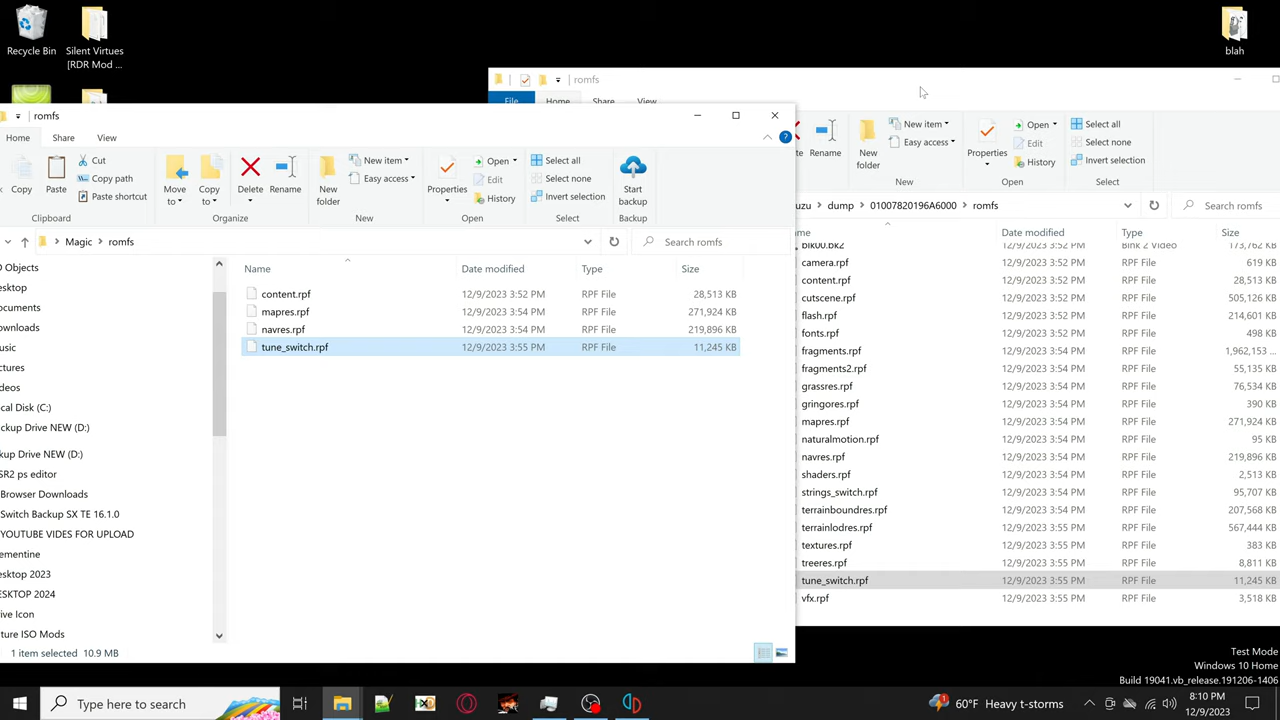 Recycle Bin
Silent Virtues
[RDR Mod ...
blah
romfs
File
Home
Share
View
Rename
New
folder
New item
Easy access
New
Properties
Open
Edit
History
Open
Select all
Select none
Invert selection
Select
uzu
dump
01007820196A6000
romfs
Search romfs
me
Date modified
Type
Size
blk00.bk2 12/9/2023 3:52 PM Bink 2 Video 173,762 KB
camera.rpf 12/9/2023 3:52 PM RPF File 619 KB
content.rpf 12/9/2023 3:52 PM RPF File 28,513 KB
cutscene.rpf 12/9/2023 3:52 PM RPF File 505,126 KB
flash.rpf 12/9/2023 3:52 PM RPF File 214,601 KB
fonts.rpf 12/9/2023 3:52 PM RPF File 498 KB
fragments.rpf 12/9/2023 3:54 PM RPF File 1,962,153 ...
fragments2.rpf 12/9/2023 3:54 PM RPF File 55,135 KB
grassres.rpf 12/9/2023 3:54 PM RPF File 76,534 KB
gringores.rpf 12/9/2023 3:54 PM RPF File 390 KB
mapres.rpf 12/9/2023 3:54 PM RPF File 271,924 KB
naturalmotion.rpf 12/9/2023 3:54 PM RPF File 95 KB
navres.rpf 12/9/2023 3:54 PM RPF File 219,896 KB
shaders.rpf 12/9/2023 3:54 PM RPF File 2,513 KB
strings_switch.rpf 12/9/2023 3:54 PM RPF File 95,707 KB
terrainboundres.rpf 12/9/2023 3:54 PM RPF File 207,568 KB
terrainlodres.rpf 12/9/2023 3:55 PM RPF File 567,444 KB
textures.rpf 12/9/2023 3:55 PM RPF File 383 KB
treeres.rpf 12/9/2023 3:55 PM RPF File 8,811 KB
tune_switch.rpf 12/9/2023 3:55 PM RPF File 11,245 KB
vfx.rpf 12/9/2023 3:55 PM RPF File 3,518 KB
romfs
Home
Share
View
Copy
Paste
Cut
Copy path
Paste shortcut
Clipboard
Move
to
Copy
to
Delete
Rename
Organize
New
folder
New item
Easy access
New
Properties
Open
Edit
History
Open
Select all
Select none
Invert selection
Select
Start
backup
Backup
Magic
romfs
Search romfs
D Objects
esktop
ocuments
ownloads
usic
ctures
deos
cal Disk (C:)
ckup Drive NEW (D:)
ckup Drive NEW (D:)
SR2 ps editor
Browser Downloads
Switch Backup SX TE 16.1.0
YOUTUBE VIDES FOR UPLOAD
ementine
esktop 2023
ESKTOP 2024
rive Icon
ture ISO Mods
Name Date modified Type Size
content.rpf 12/9/2023 3:52 PM RPF File 28,513 KB
mapres.rpf 12/9/2023 3:54 PM RPF File 271,924 KB
navres.rpf 12/9/2023 3:54 PM RPF File 219,896 KB
tune_switch.rpf 12/9/2023 3:55 PM RPF File 11,245 KB
1 item selected 10.9 MB
Test Mode
Windows 10 Home
Build 19041.vb_release.191206-1406
Type here to search
60°F Heavy t-storms
8:10 PM
12/9/2023